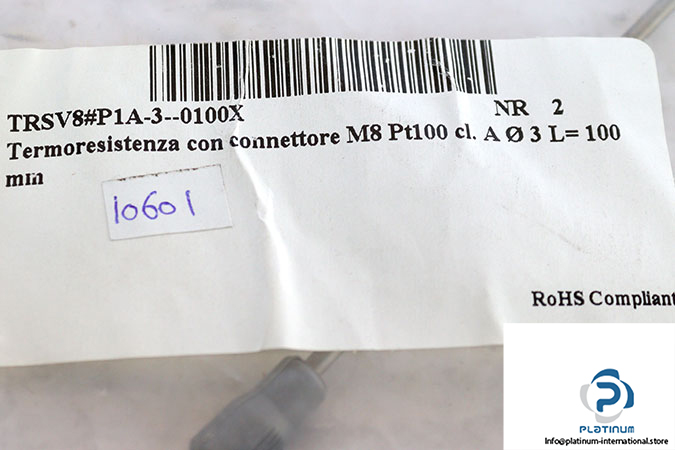 TRSV8#P1A-3--0100X NR 2
Termoresistenza con connettore M8 Pt100 cl. A Ø 3 L= 100
mm
10601
RoHS Compliant
PLATINUM
Info@platinum-international.store